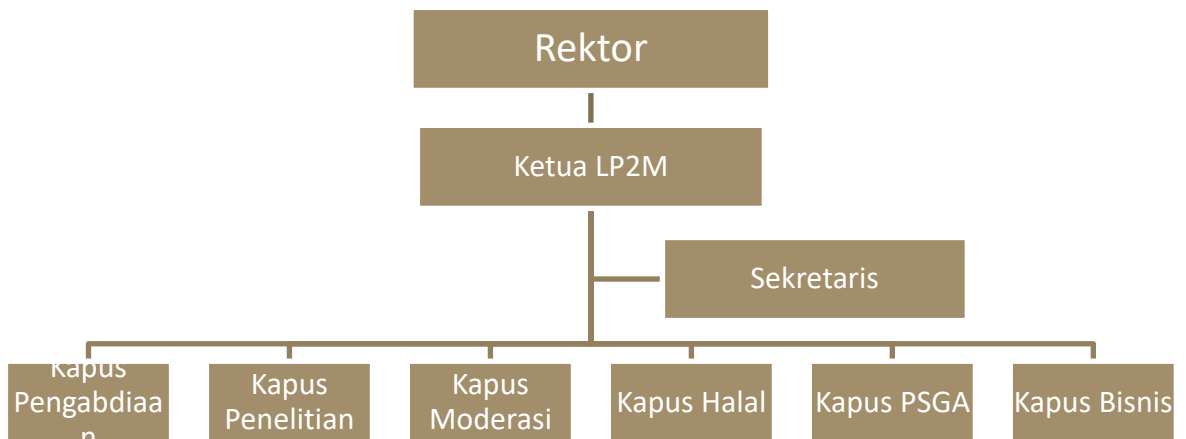 Rektor
Ketua LP2M
Sekretaris
Kapus
Pengabdiaa
n
Kapus
Penelitian
Kapus
Moderasi
Kapus Halal
Kapus PSGA
Kapus Bisnis